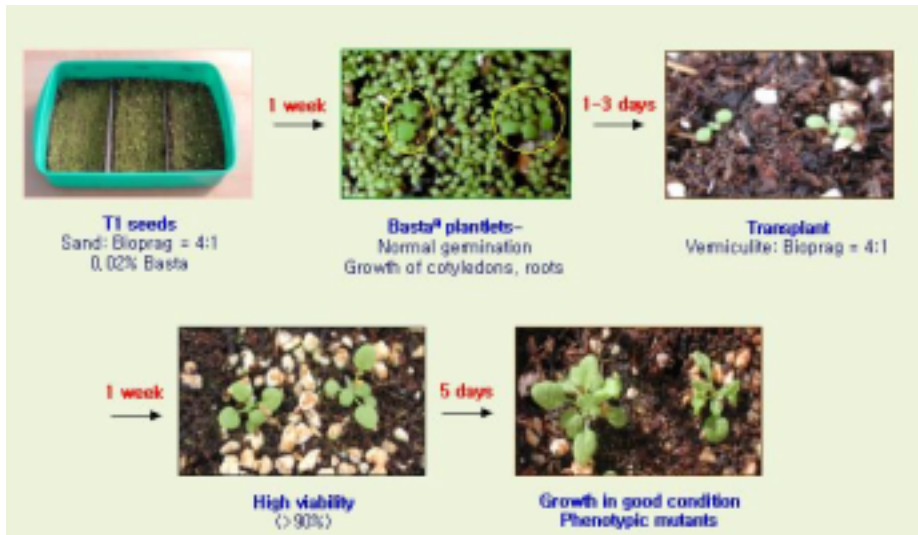 1 week
1-3 days
T1 seeds
Sand: Bioprag = 4:1
0.02% Basta
Basta^R plantlets-
Normal germination
Growth of cotyledons, roots
Transplant
Vermiculite: Bioprag = 4:1
1 week
5 days
High viability
(>90%)
Growth in good condition
Phenotypic mutants